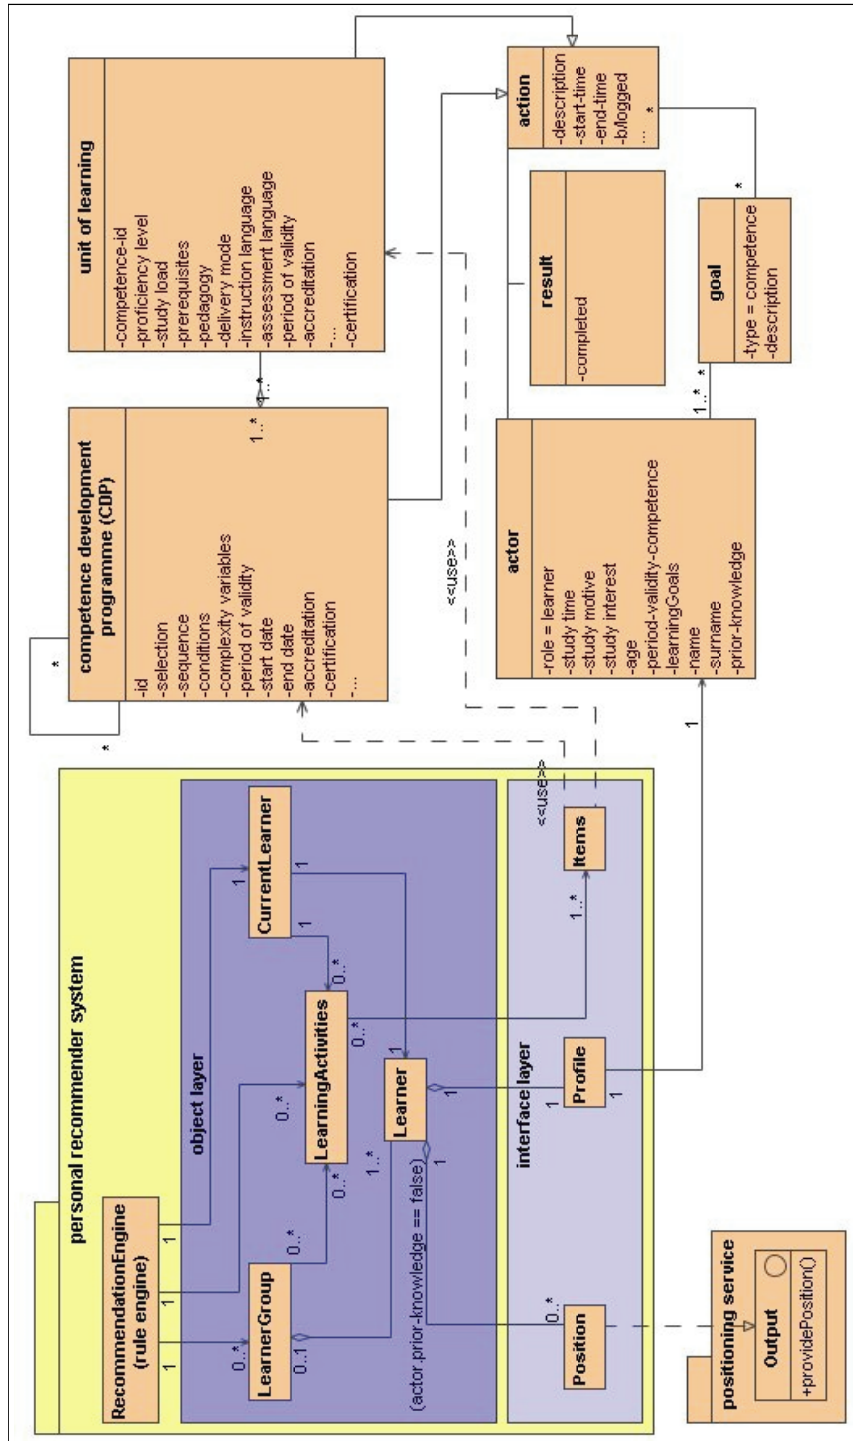 personal recommender system
RecommendationEngine
(rule engine)
1
1
1
object layer
0..*
LearnerGroup
0..1
0..*
0..*
LearningActivities
0..*
0..*
0..*
1
CurrentLearner
1
1
1..*
Learner
1
1
1
(actor.prior-knowledge == false)
interface layer
0..*
Position
1
Profile
1
1..*
Items
<<use>>
<<use>>
positioning service
Output
+providePosition()
*
*
competence development
programme (CDP)
-id
-selection
-sequence
-conditions
-complexity variables
-period of validity
-start date
-end date
-accreditation
-certification
-...
1..*
1..*
unit of learning
-competence-id
-proficiency level
-study load
-prerequisites
-pedagogy
-delivery mode
-instruction language
-assessment language
-period of validity
-accreditation
-...
-certification
1
actor
-role = learner
-study time
-study motive
-study interest
-age
-period-validity-competence
-learningGoals
-name
-surname
-prior-knowledge
1..*
*
result
-completed
action
-description
-start-time
-end-time
-b/logged
...
*
*
goal
-type = competence
-description